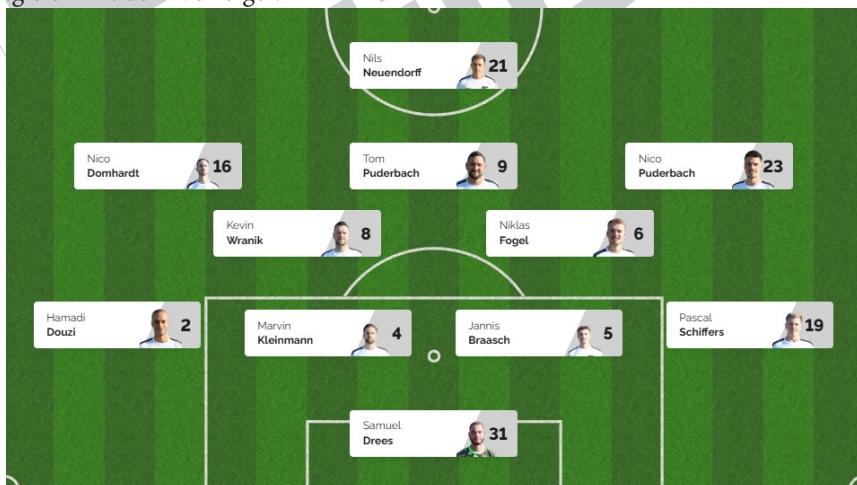 Nils
Neuendorff
21
Nico
Domhardt
16
Tom
Puderbach
9
Nico
Puderbach
23
Kevin
Wranik
8
Niklas
Fogel
6
Hamadi
Douzi
2
Marvin
Kleinmann
4
Jannis
Braasch
5
Pascal
Schiffers
19
Samuel
Drees
31